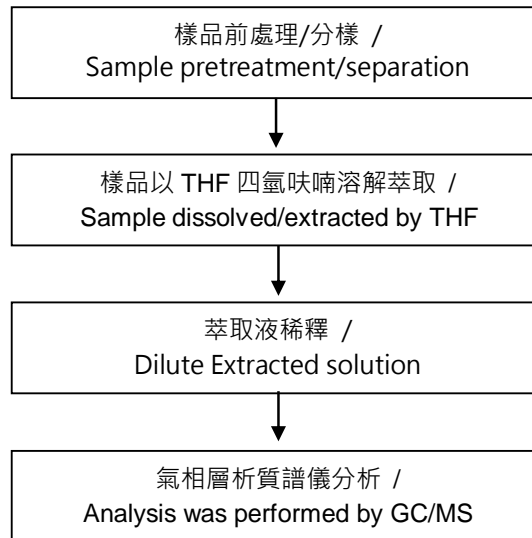 樣品前處理/分樣 /
Sample pretreatment/separation
樣品以 THF 四氫呋喃溶解萃取 /
Sample dissolved/extracted by THF
萃取液稀釋 /
Dilute Extracted solution
氣相層析質譜儀分析 /
Analysis was performed by GC/MS